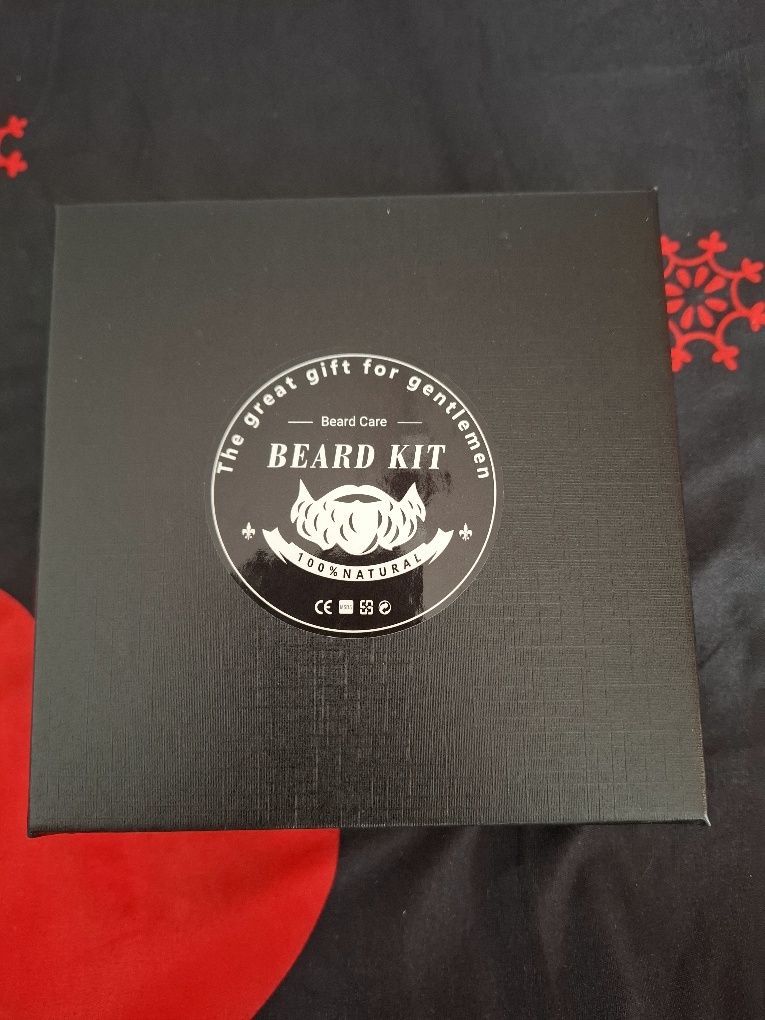 The great gift for gentlemen
Beard Care
BEARD KIT
100%NATURAL
CE